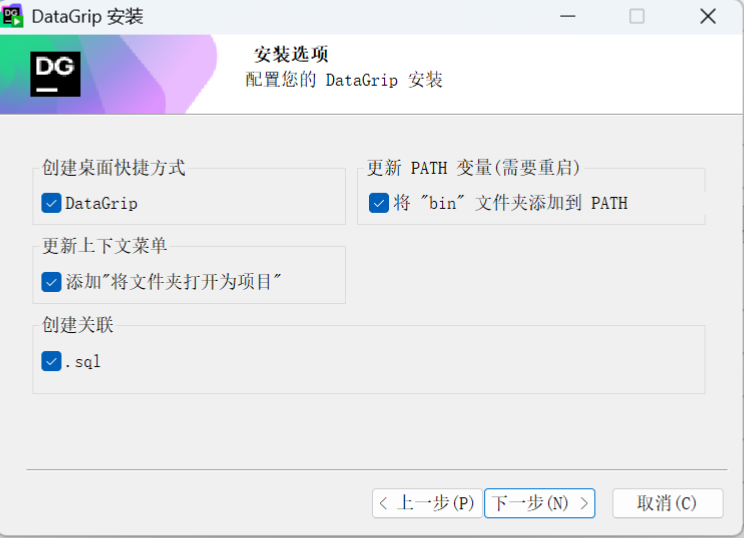 DataGrip 安装
DG
安装选项
配置您的 DataGrip 安装
创建桌面快捷方式
DataGrip
更新 PATH 变量(需要重启)
将 "bin" 文件夹添加到 PATH
更新上下文菜单
添加"将文件夹打开为项目"
创建关联
.sql
< 上一步(P)
下一步(N) >
取消(C)